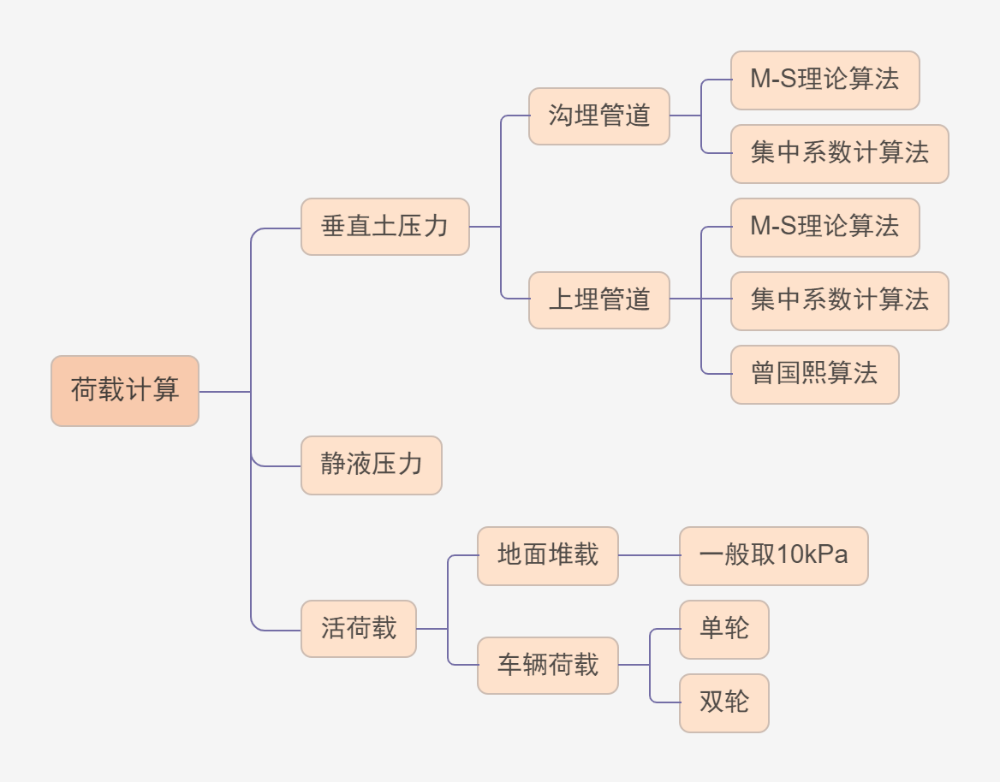 荷载计算
垂直土压力
沟埋管道
M-S理论算法
集中系数计算法
上埋管道
M-S理论算法
集中系数计算法
曾国熙算法
静液压力
活荷载
地面堆载
一般取10kPa
车辆荷载
单轮
双轮